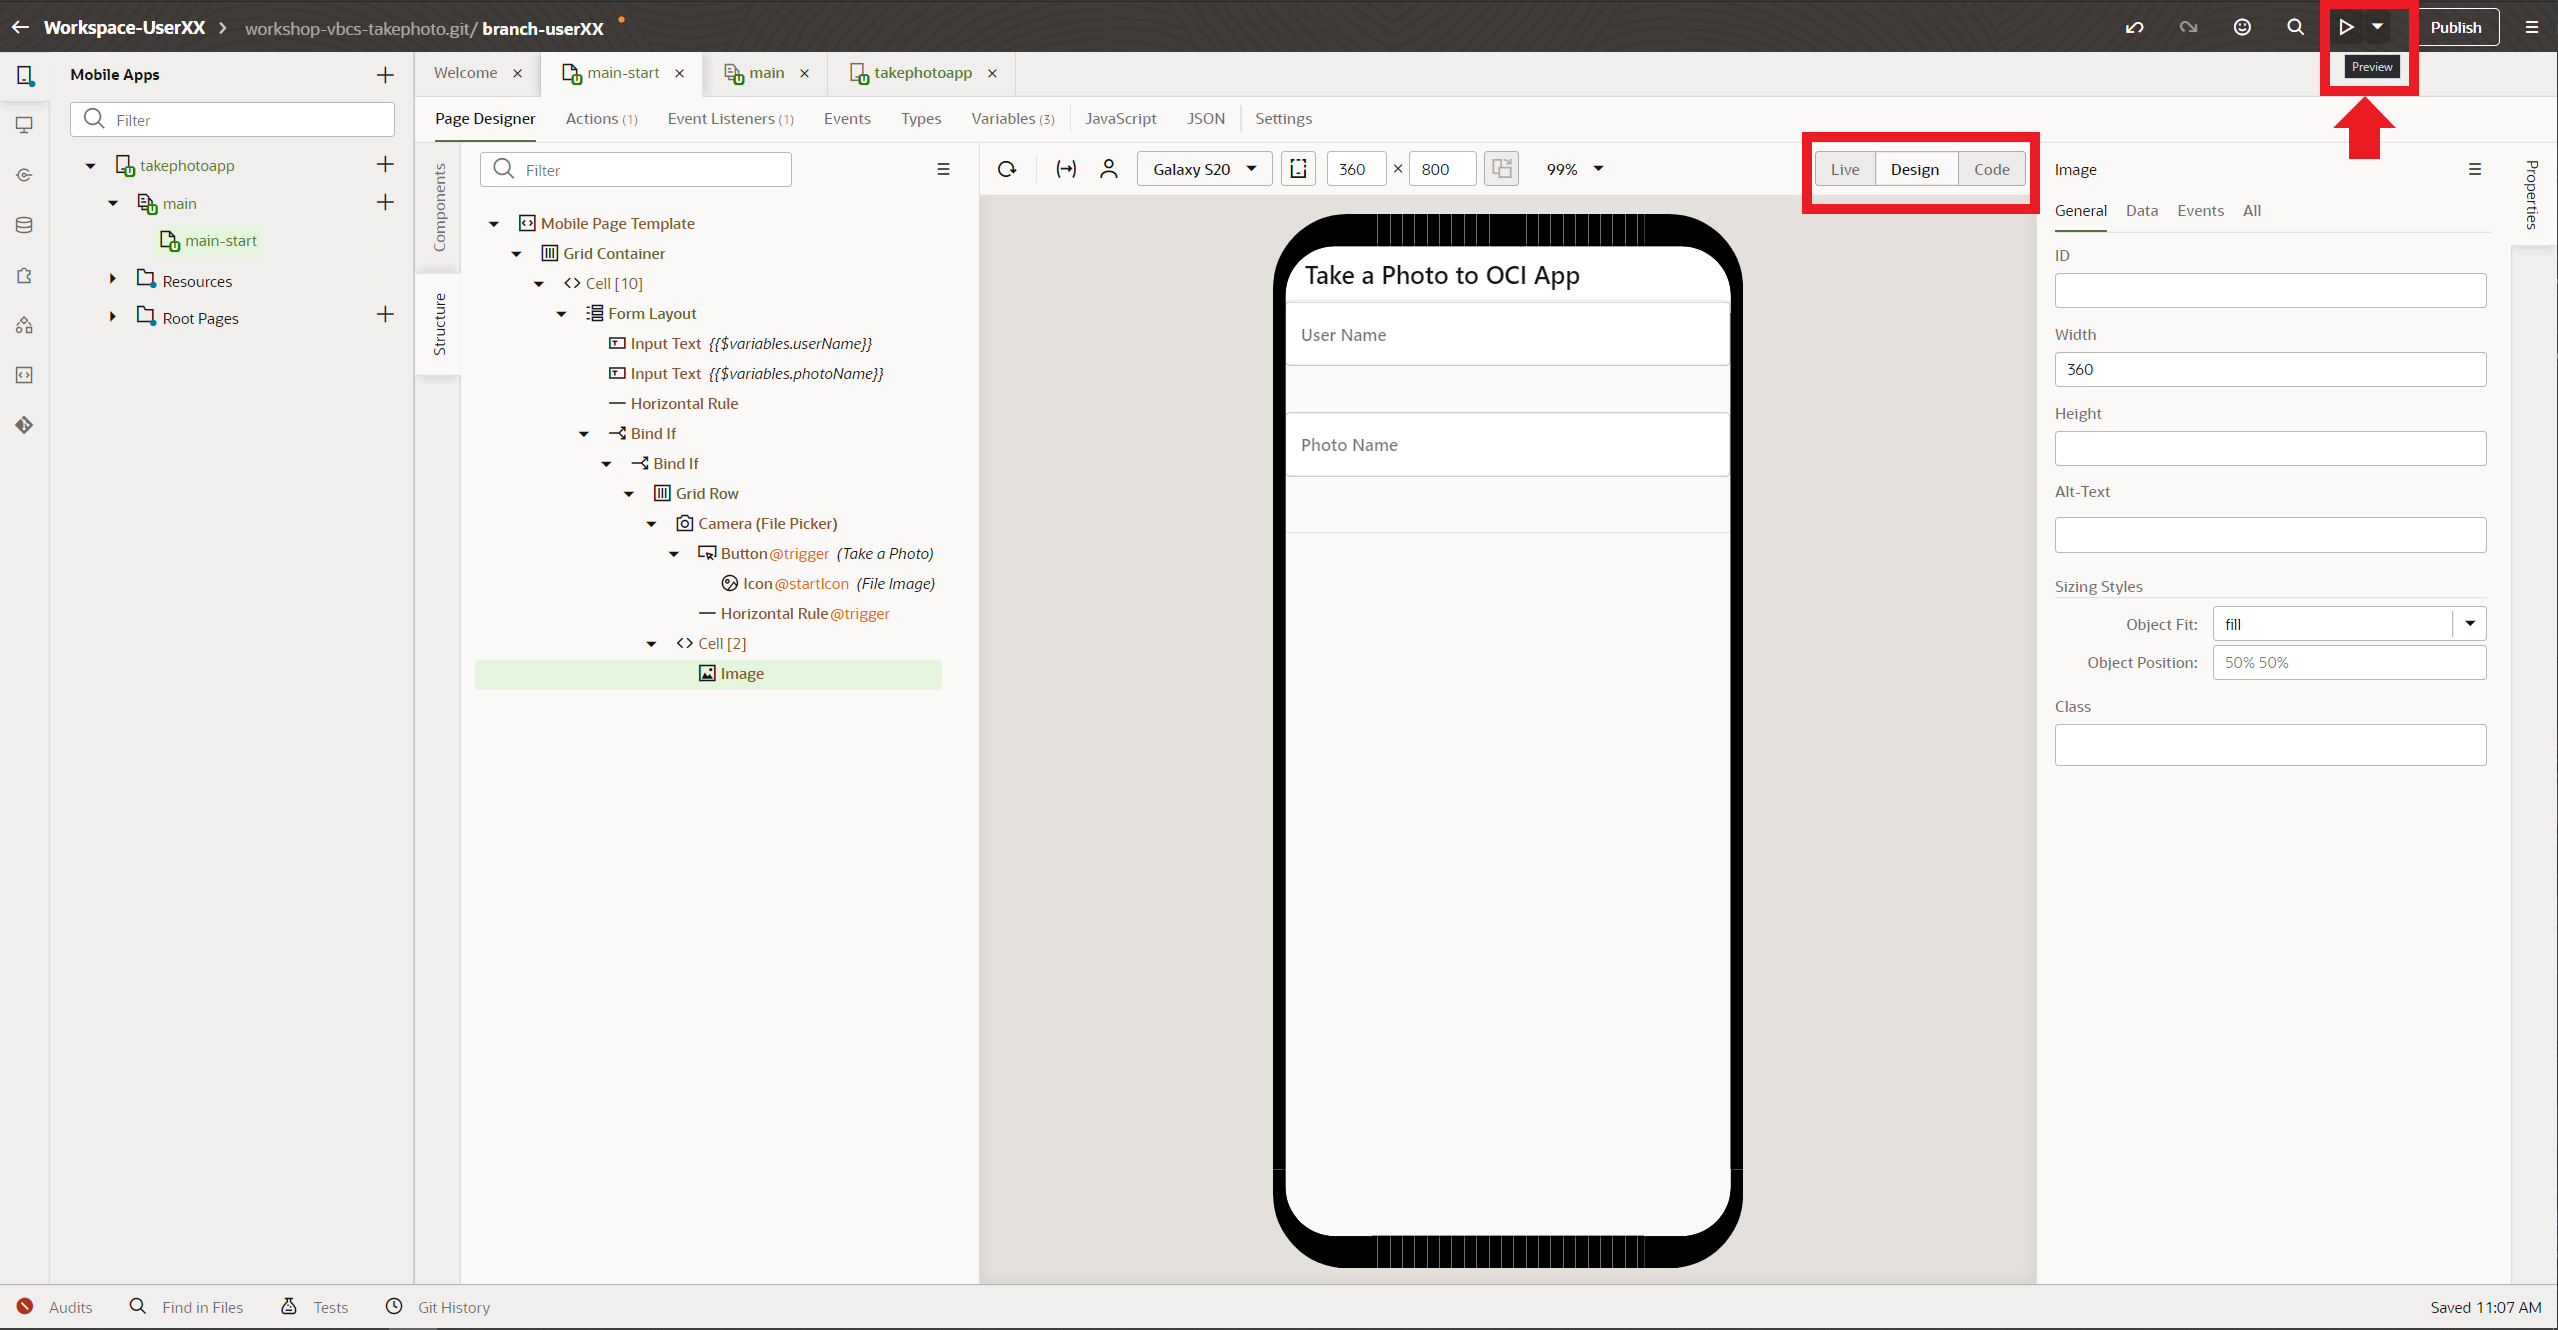 Workspace-UserXX > workshop-vbcs-takephoto.git/ branch-userXX
Publish
Preview
Mobile Apps
Welcome
main-start
main
takephotoapp
Filter
Page Designer
Actions (1)
Event Listeners (1)
Events
Types
Variables (3)
JavaScript
JSON
Settings
takephotoapp
main
main-start
Resources
Root Pages
Components
Structure
Filter
Mobile Page Template
Grid Container
Cell [10]
Form Layout
Input Text {{$variables.userName}}
Input Text {{$variables.photoName}}
Horizontal Rule
Bind If
Bind If
Grid Row
Camera (File Picker)
Button@trigger (Take a Photo)
Icon@startIcon (File Image)
Horizontal Rule@trigger
Cell [2]
Image
Galaxy S20
360 × 800
99%
Live
Design
Code
Take a Photo to OCI App
User Name
Photo Name
Image
Properties
General
Data
Events
All
ID
Width
360
Height
Alt-Text
Sizing Styles
Object Fit: fill
Object Position: 50% 50%
Class
Audits
Find in Files
Tests
Git History
Saved 11:07 AM